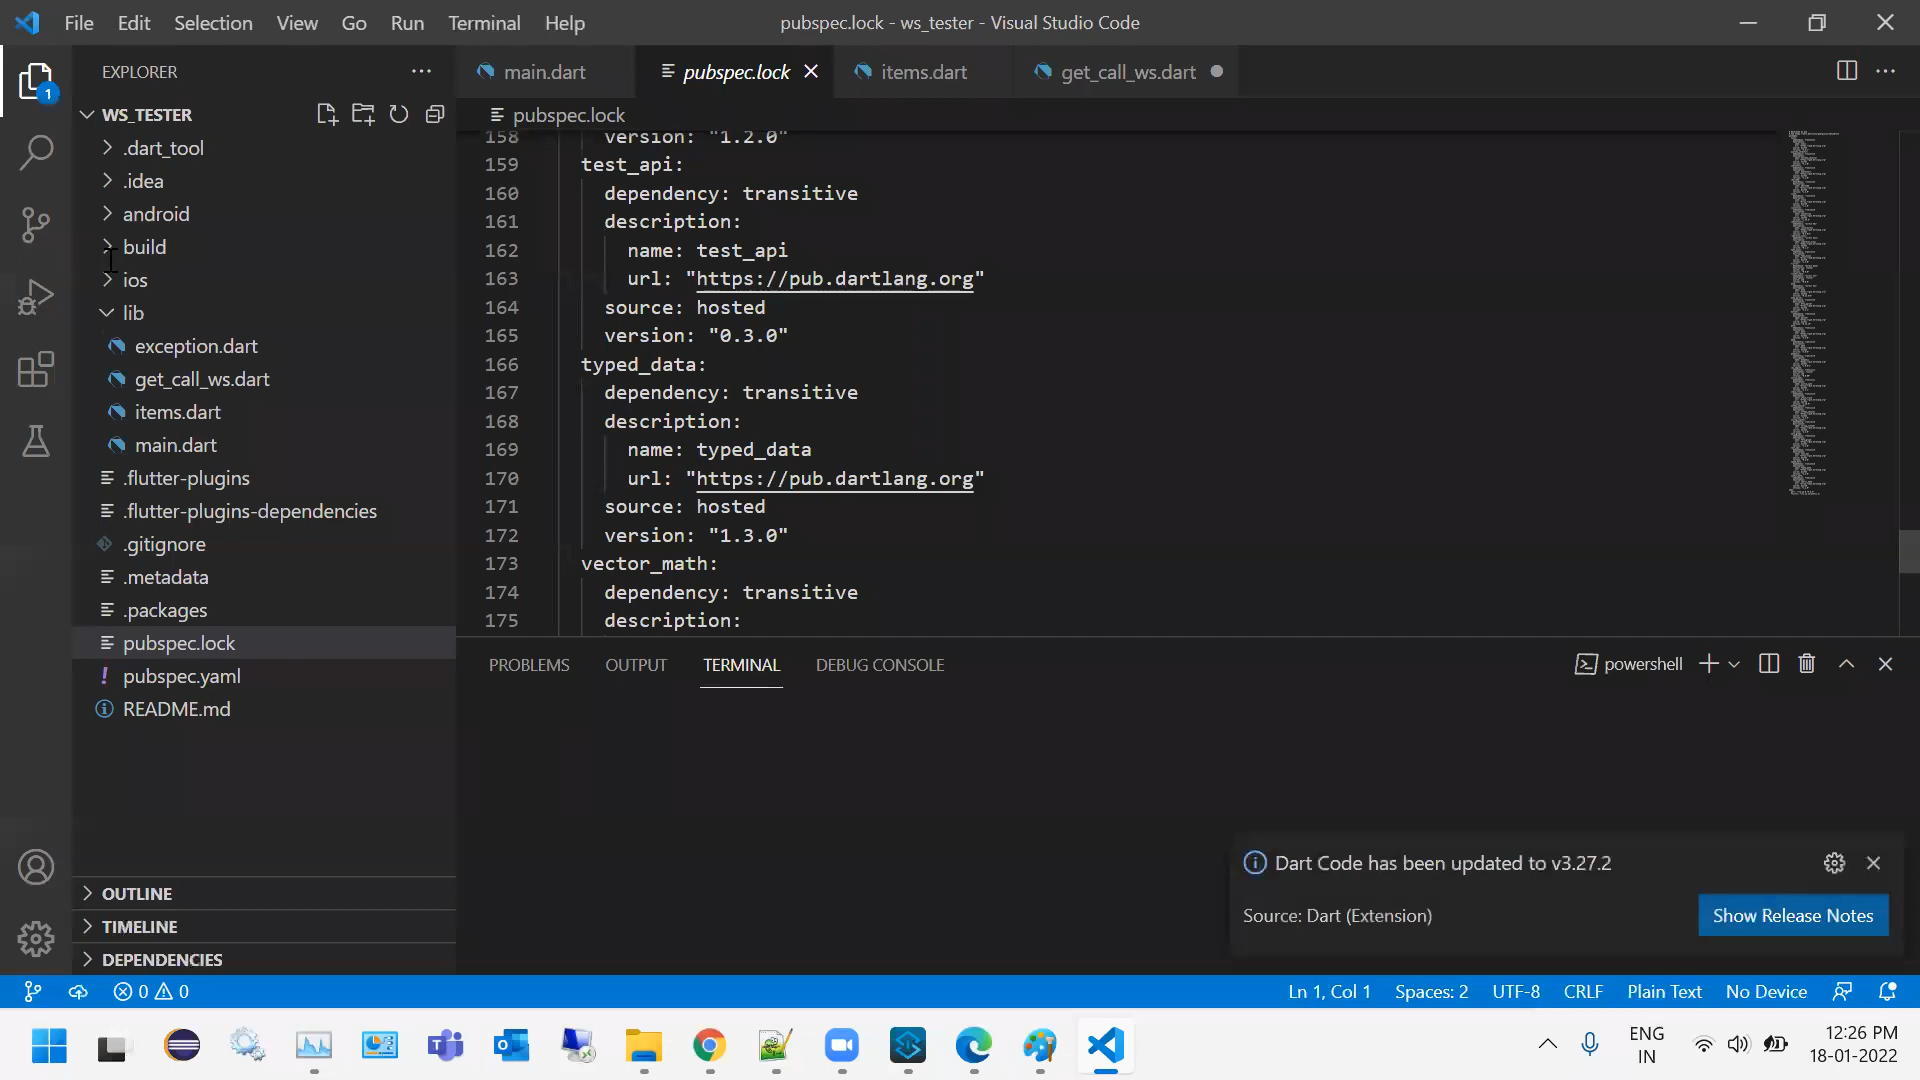 File Edit Selection View Go Run Terminal Help
pubspec.lock - ws_tester - Visual Studio Code
EXPLORER
WS_TESTER
.dart_tool
.idea
android
build
ios
lib
exception.dart
get_call_ws.dart
items.dart
main.dart
.flutter-plugins
.flutter-plugins-dependencies
.gitignore
.metadata
.packages
pubspec.lock
pubspec.yaml
README.md
OUTLINE
TIMELINE
DEPENDENCIES
1
main.dart pubspec.lock items.dart get_call_ws.dart
pubspec.lock
158 version: "1.2.0"
159 test_api:
160 dependency: transitive
161 description:
162 name: test_api
163 url: "https://pub.dartlang.org"
164 source: hosted
165 version: "0.3.0"
166 typed_data:
167 dependency: transitive
168 description:
169 name: typed_data
170 url: "https://pub.dartlang.org"
171 source: hosted
172 version: "1.3.0"
173 vector_math:
174 dependency: transitive
175 description:
PROBLEMS OUTPUT TERMINAL DEBUG CONSOLE
powershell
Dart Code has been updated to v3.27.2
Source: Dart (Extension)
Show Release Notes
0 0
Ln 1, Col 1 Spaces: 2 UTF-8 CRLF Plain Text No Device
ENG
IN
12:26 PM
18-01-2022